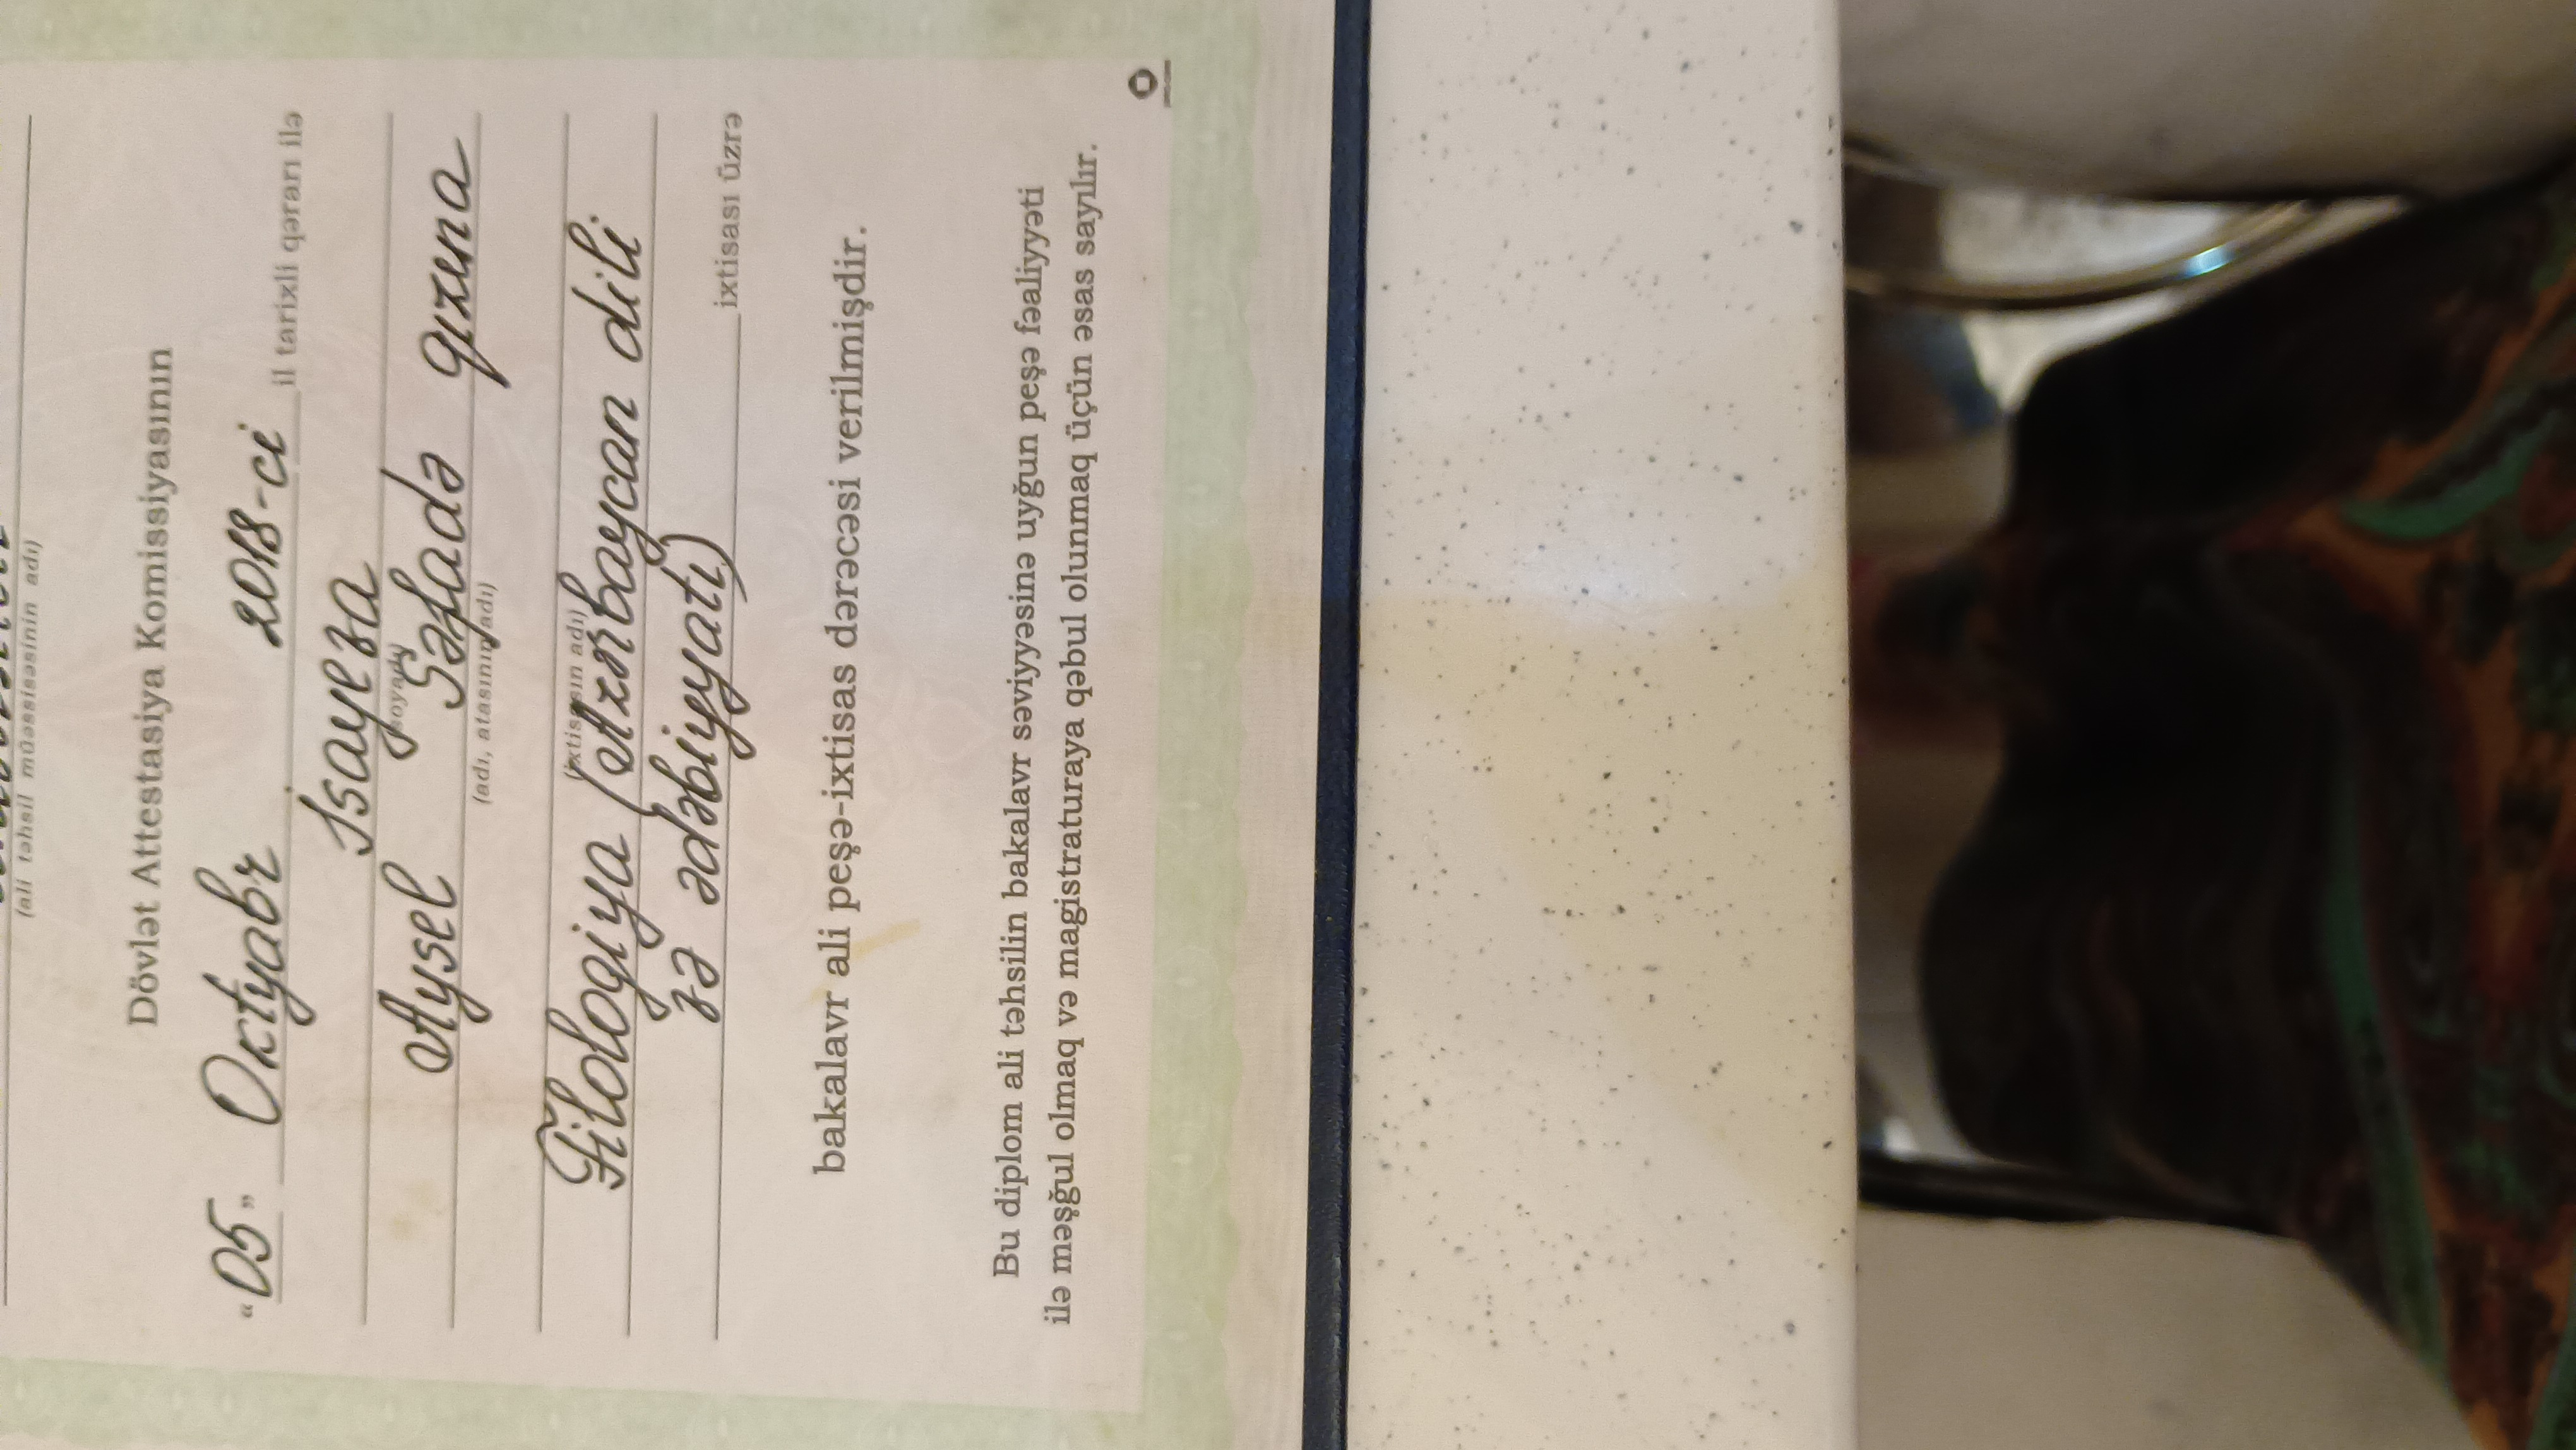 (ali təhsil müəssisəsinin adı)
Dövlət Attestasiya Komissiyasının
“05” Oktyabr 2018-ci il tarixli qərarı ilə
İsayeva
(soyadı)
Aysel Səfadə qızına
(adı, atasının adı)
(ixtisasın adı)
Filologiya (Azərbaycan dili
və ədəbiyyatı) ixtisası üzrə
bakalavr ali peşə-ixtisas dərəcəsi verilmişdir.
Bu diplom ali təhsilin bakalavr səviyyəsinə uyğun peşə fəaliyyəti
ilə məşğul olmaq və magistraturaya qəbul olunmaq üçün əsas sayılır.